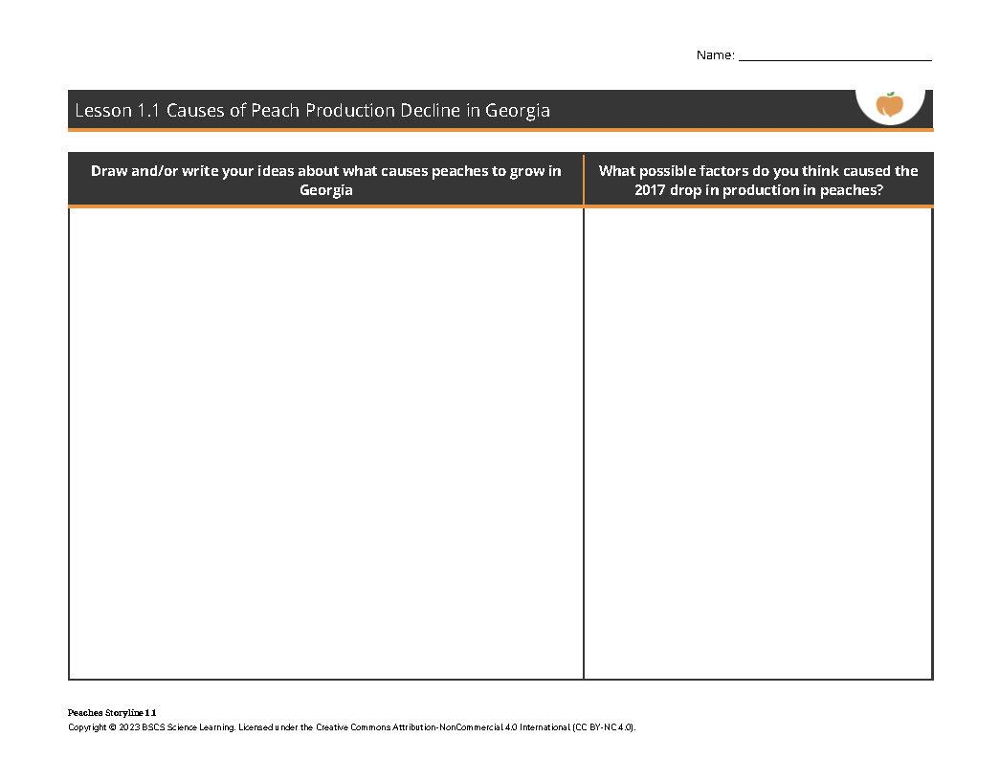 Name: ____________________________
Lesson 1.1 Causes of Peach Production Decline in Georgia
Draw and/or write your ideas about what causes peaches to grow in
Georgia
What possible factors do you think caused the
2017 drop in production in peaches?
Peaches Storyline 1.1
Copyright © 2023 BSCS Science Learning. Licensed under the Creative Commons Attribution-NonCommercial 4.0 International (CC BY-NC 4.0).